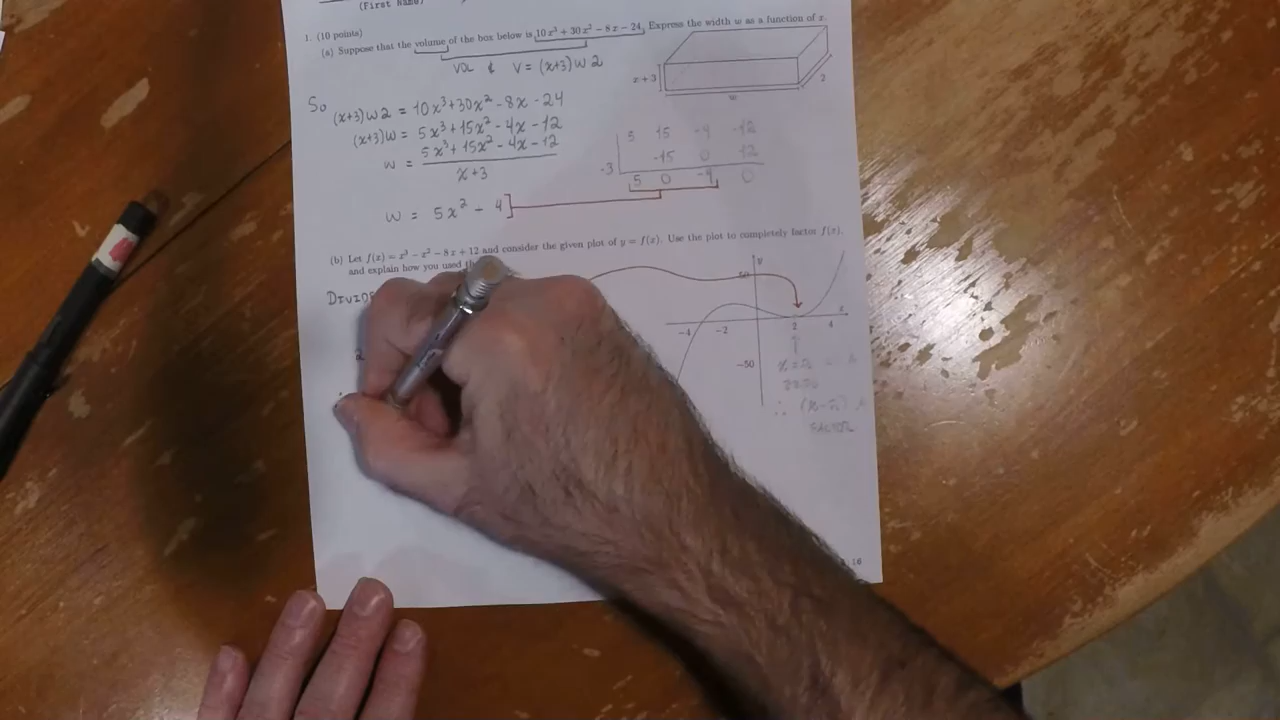 (First Name)
1. (10 points)
(a) Suppose that the volume of the box below is 10x³ + 30x² − 8x − 24. Express the width w as a function of x.
VOL & V = (x+3) W 2
x + 3
2
w
So
(x+3)W2 = 10x³+30x² - 8x - 24
(x+3)W = 5x³+15x² - 4x - 12
W = 5x³+15x² - 4x - 12
x+3
5 15 -4 -12
-15 0 12
-3
5 0 -4 0
W = 5x² - 4
(b) Let f(x) = x³ − x² − 8x + 12 and consider the given plot of y = f(x). Use the plot to completely factor f(x).
and explain how you used
DIVIDE
y
50
x
−4 −2 2 4
−50
2
∴
FACTOR
16